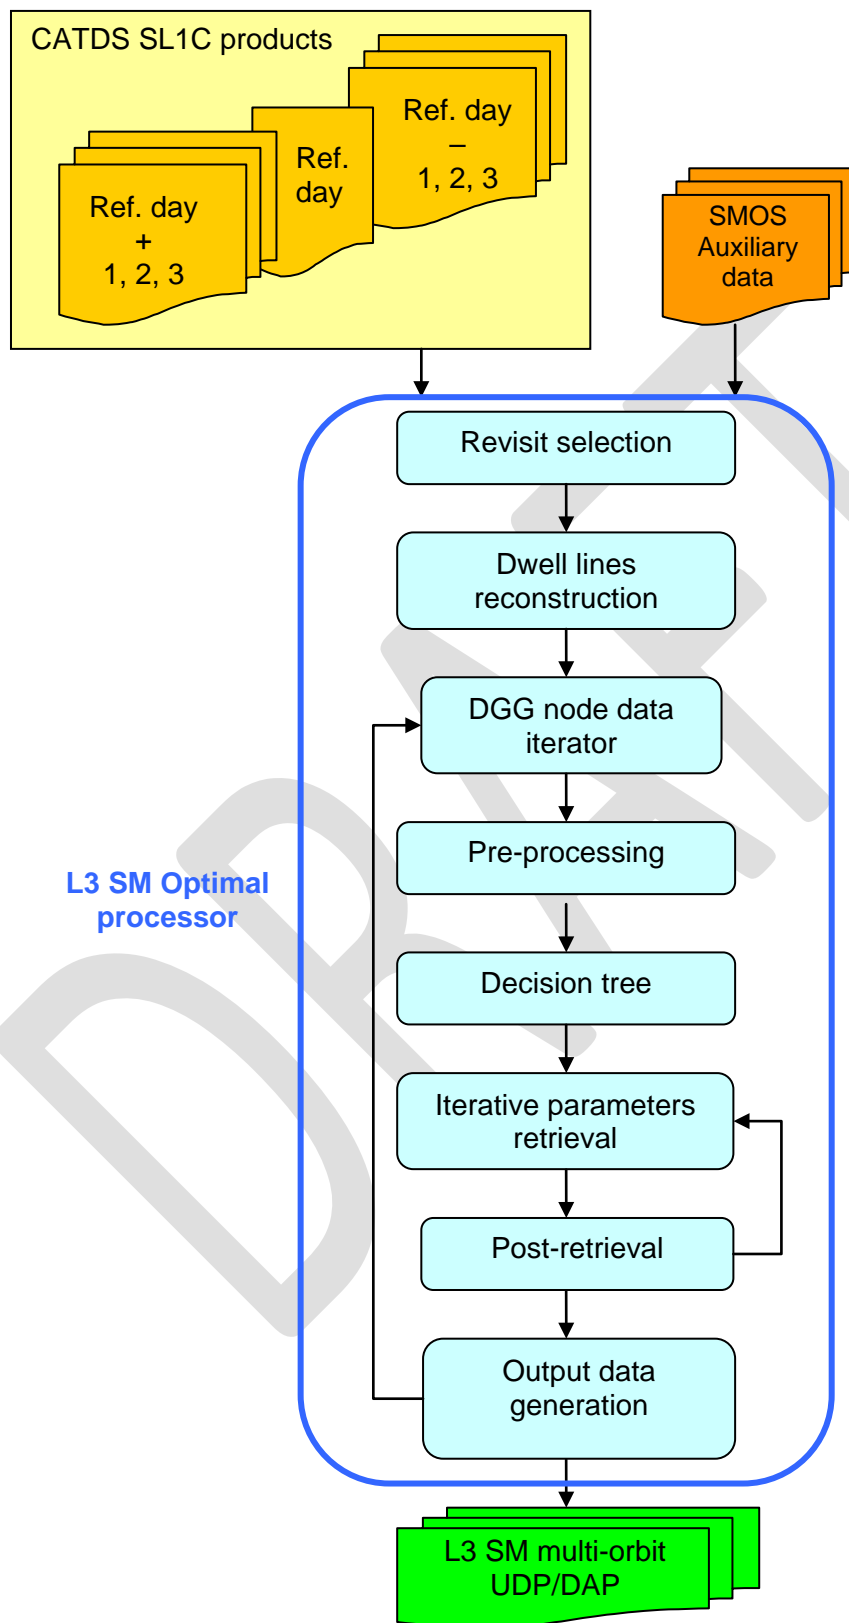 CATDS SL1C products
Ref. day
–
1, 2, 3
Ref.
day
Ref. day
+
1, 2, 3
SMOS
Auxiliary
data
Revisit selection
Dwell lines
reconstruction
DGG node data
iterator
Pre-processing
L3 SM Optimal
processor
Decision tree
Iterative parameters
retrieval
Post-retrieval
Output data
generation
L3 SM multi-orbit
UDP/DAP
DRAFT